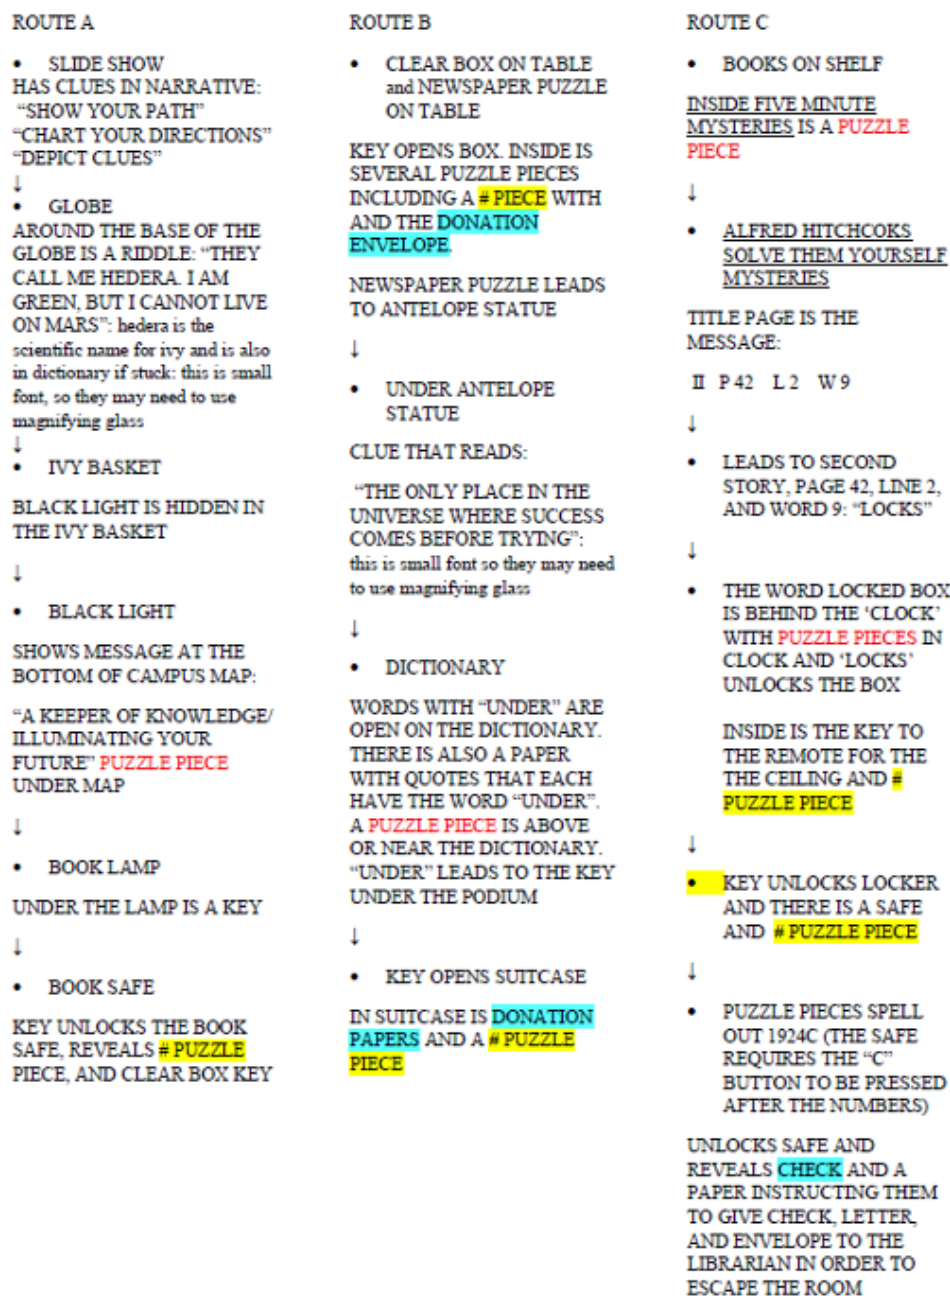 ROUTE A
• SLIDE SHOW
HAS CLUES IN NARRATIVE:
“SHOW YOUR PATH”
“CHART YOUR DIRECTIONS”
“DEPICT CLUES”
↓
• GLOBE
AROUND THE BASE OF THE
GLOBE IS A RIDDLE: “THEY
CALL ME HEDERA. I AM
GREEN, BUT I CANNOT LIVE
ON MARS”: hedera is the
scientific name for ivy and is also
in dictionary if stuck: this is small
font, so they may need to use
magnifying glass
↓
• IVY BASKET
BLACK LIGHT IS HIDDEN IN
THE IVY BASKET
↓
• BLACK LIGHT
SHOWS MESSAGE AT THE
BOTTOM OF CAMPUS MAP:
“A KEEPER OF KNOWLEDGE/
ILLUMINATING YOUR
FUTURE” PUZZLE PIECE
UNDER MAP
↓
• BOOK LAMP
UNDER THE LAMP IS A KEY
↓
• BOOK SAFE
KEY UNLOCKS THE BOOK
SAFE, REVEALS # PUZZLE
PIECE, AND CLEAR BOX KEY
ROUTE B
• CLEAR BOX ON TABLE
and NEWSPAPER PUZZLE
ON TABLE
KEY OPENS BOX. INSIDE IS
SEVERAL PUZZLE PIECES
INCLUDING A # PIECE WITH
AND THE DONATION
ENVELOPE.
NEWSPAPER PUZZLE LEADS
TO ANTELOPE STATUE
↓
• UNDER ANTELOPE
STATUE
CLUE THAT READS:
“THE ONLY PLACE IN THE
UNIVERSE WHERE SUCCESS
COMES BEFORE TRYING”:
this is small font so they may need
to use magnifying glass
↓
• DICTIONARY
WORDS WITH “UNDER” ARE
OPEN ON THE DICTIONARY.
THERE IS ALSO A PAPER
WITH QUOTES THAT EACH
HAVE THE WORD “UNDER”.
A PUZZLE PIECE IS ABOVE
OR NEAR THE DICTIONARY.
“UNDER” LEADS TO THE KEY
UNDER THE PODIUM
↓
• KEY OPENS SUITCASE
IN SUITCASE IS DONATION
PAPERS AND A # PUZZLE
PIECE
ROUTE C
• BOOKS ON SHELF
INSIDE FIVE MINUTE
MYSTERIES IS A PUZZLE
PIECE
↓
• ALFRED HITCHCOKS
SOLVE THEM YOURSELF
MYSTERIES
TITLE PAGE IS THE
MESSAGE:
II P 42 L 2 W 9
↓
• LEADS TO SECOND
STORY, PAGE 42, LINE 2,
AND WORD 9: “LOCKS”
↓
• THE WORD LOCKED BOX
IS BEHIND THE ‘CLOCK’
WITH PUZZLE PIECES IN
CLOCK AND ‘LOCKS’
UNLOCKS THE BOX
INSIDE IS THE KEY TO
THE REMOTE FOR THE
THE CEILING AND #
PUZZLE PIECE
↓
• KEY UNLOCKS LOCKER
AND THERE IS A SAFE
AND # PUZZLE PIECE
↓
• PUZZLE PIECES SPELL
OUT 1924C (THE SAFE
REQUIRES THE “C”
BUTTON TO BE PRESSED
AFTER THE NUMBERS)
UNLOCKS SAFE AND
REVEALS CHECK AND A
PAPER INSTRUCTING THEM
TO GIVE CHECK, LETTER,
AND ENVELOPE TO THE
LIBRARIAN IN ORDER TO
ESCAPE THE ROOM